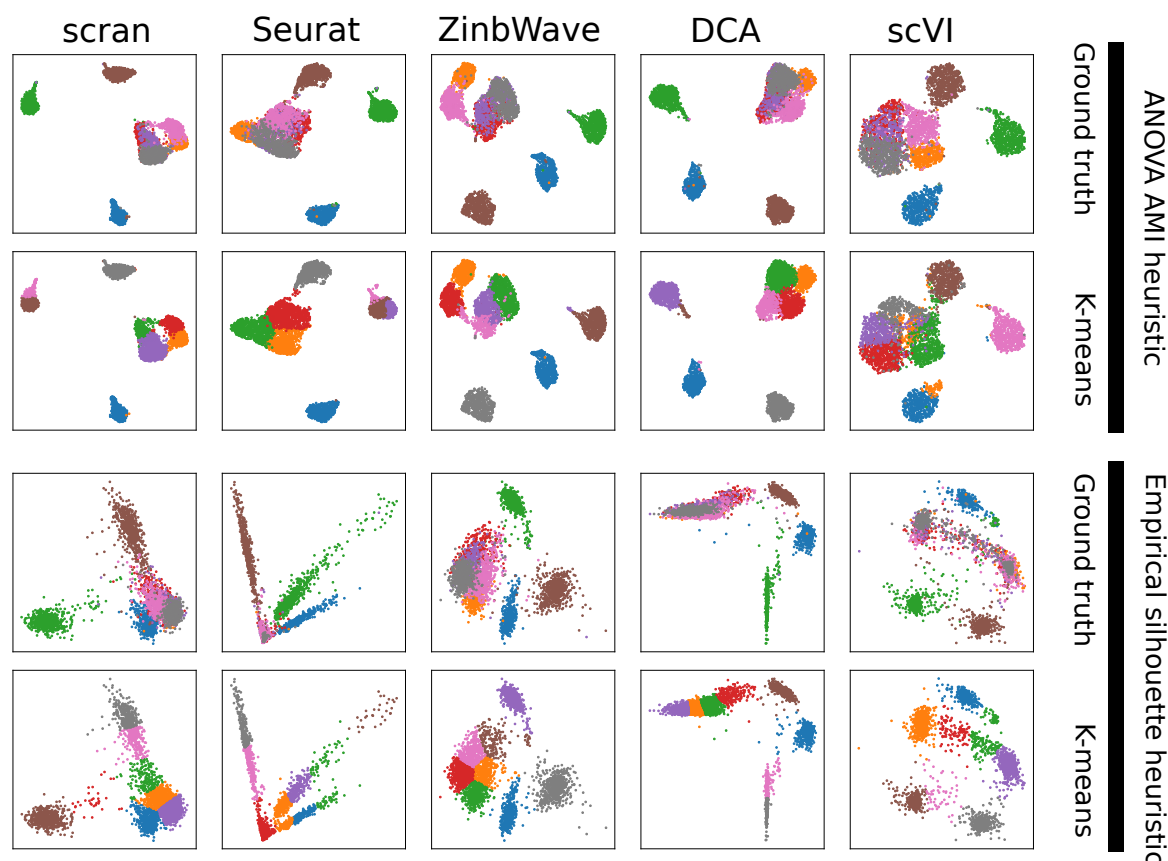 scran
Seurat
ZinbWave
DCA
scVI
Ground truth
K-means
ANOVA AMI heuristic
Ground truth
K-means
Empirical silhouette heuristic